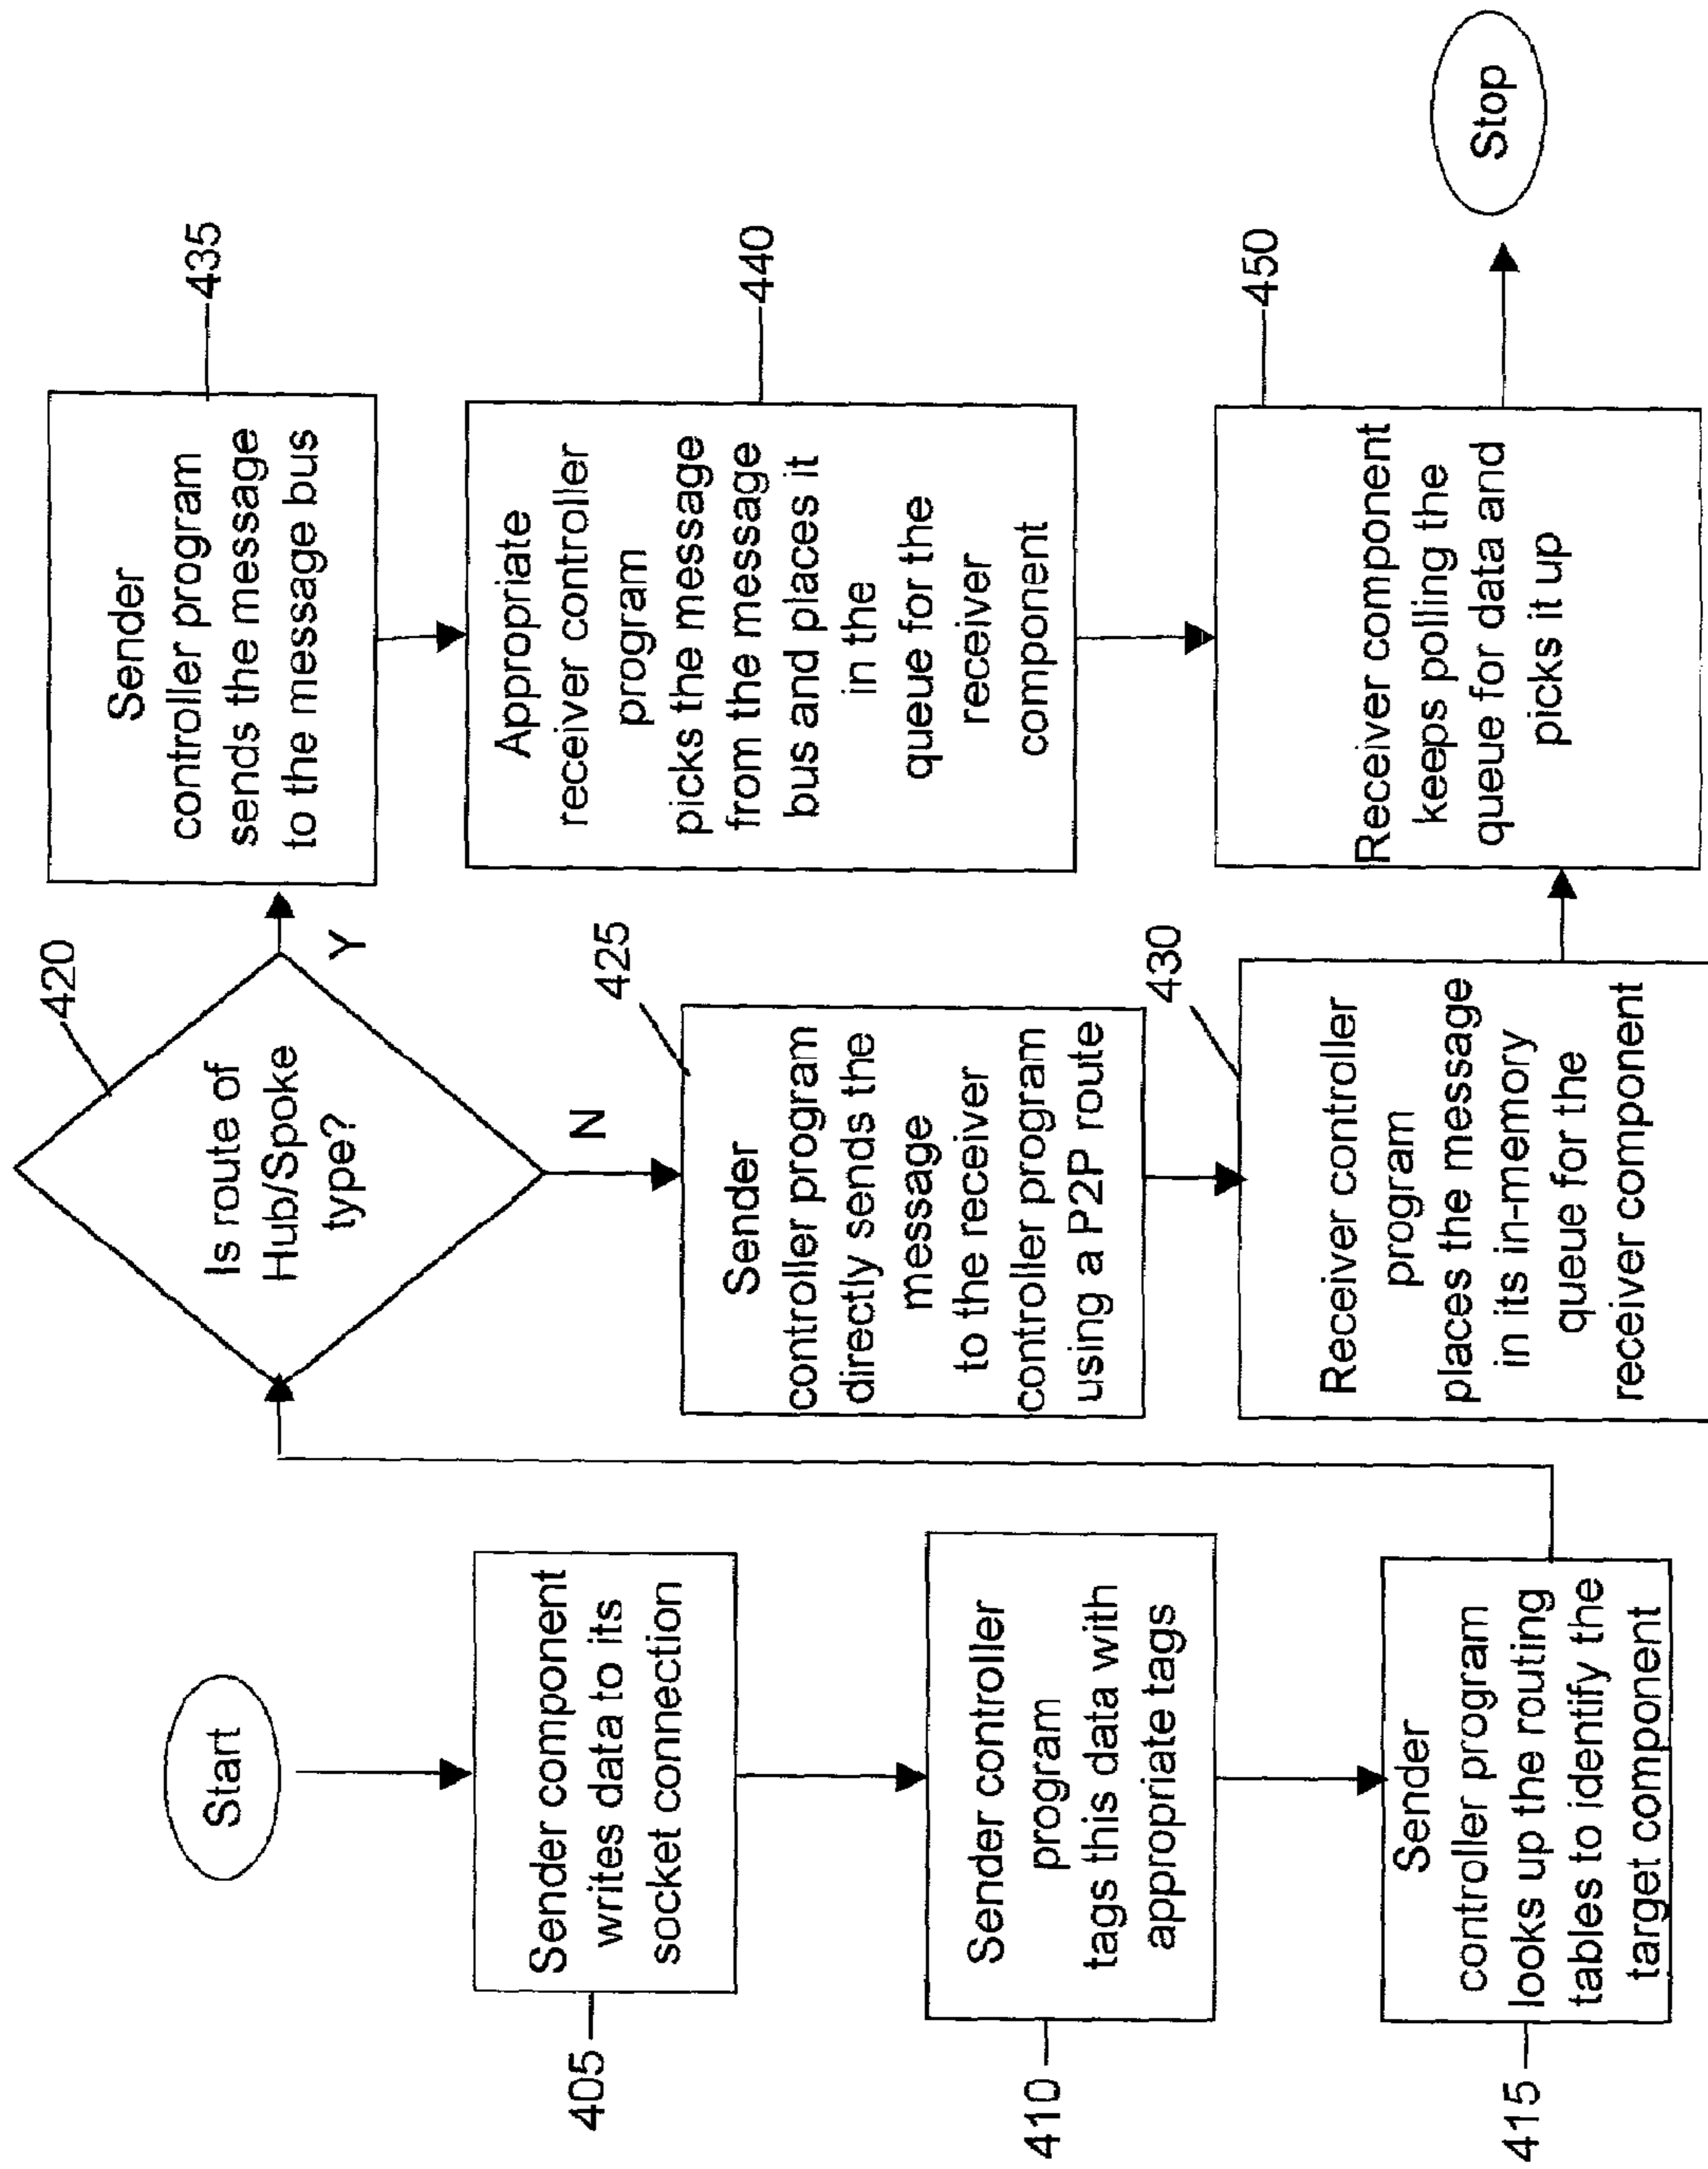 Start
405
Sender component
writes data to its
socket connection
410
Sender controller
program
tags this data with
appropriate tags
415
Sender
controller program
looks up the routing
tables to identify the
target component
420
Is route of
Hub/Spoke
type?
Y
N
425
Sender
controller program
directly sends the
message
to the receiver
controller program
using a P2P route
430
Receiver controller
program
places the message
in its in-memory
queue for the
receiver component
435
Sender
controller program
sends the message
to the message bus
440
Appropriate
receiver controller
program
picks the message
from the message
bus and places it
in the
queue for the
receiver
component
450
Receiver component
keeps polling the
queue for data and
picks it up
Stop